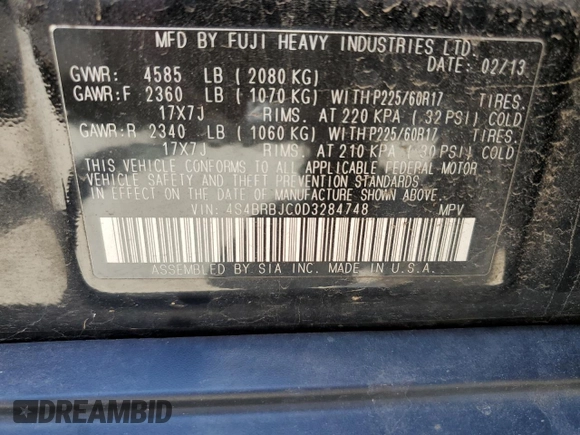 MFD BY FUJI HEAVY INDUSTRIES LTD.
DATE: 02/13
GVWR: 4585 LB (2080 KG)
GAWR:F 2360 LB (1070 KG) WITH P225/60R17 TIRES.
17X7J RIMS. AT 220 KPA (32 PSI) COLD
GAWR:R 2340 LB (1060 KG) WITH P225/60R17 TIRES.
17X7J RIMS. AT 210 KPA (30 PSI) COLD
THIS VEHICLE CONFORMS TO ALL APPLICABLE FEDERAL MOTOR
VEHICLE SAFETY AND THEFT PREVENTION STANDARDS
IN EFFECT ON THE DATE OF MANUFACTURE SHOWN ABOVE.
VIN: 4S4BRBJC0D3284748 MPV
ASSEMBLED BY SIA INC. MADE IN U.S.A.
DREAMBID